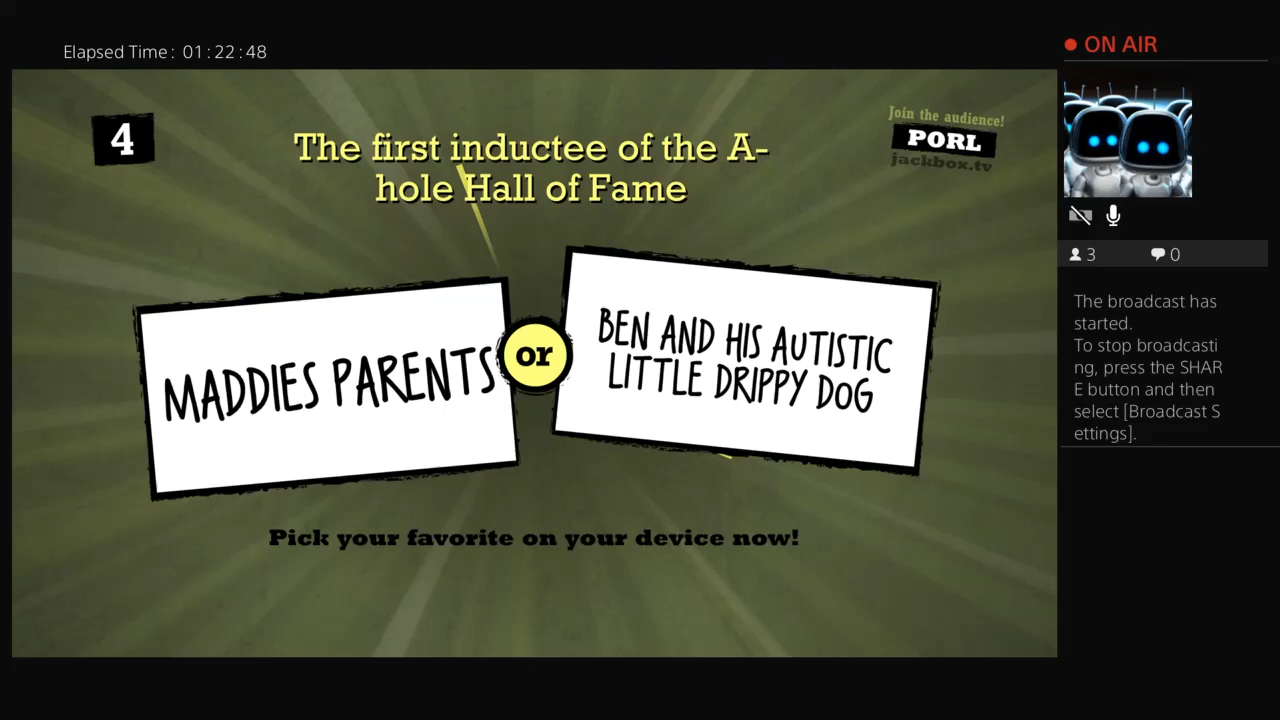 Elapsed Time: 01:22:48
ON AIR
4
The first inductee of the A-
hole Hall of Fame
Join the audience!
PORL
jackbox.tv
MADDIES PARENTS
or
BEN AND HIS AUTISTIC
LITTLE DRIPPY DOG
Pick your favorite on your device now!
3
0
The broadcast has
started.
To stop broadcasti
ng, press the SHAR
E button and then
select [Broadcast S
ettings].